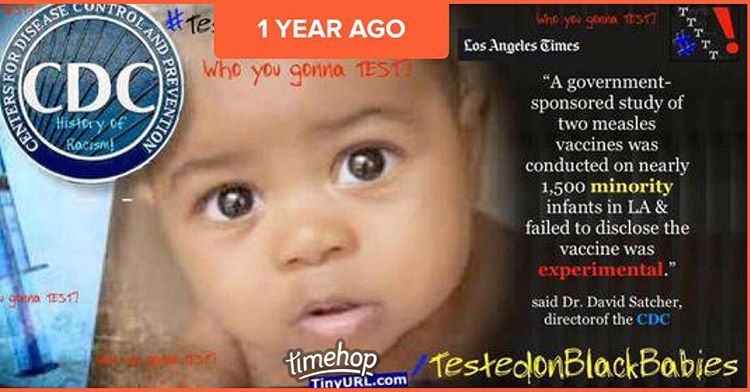 1 YEAR AGO
CENTERS FOR DISEASE CONTROL AND PREVENTION
CDC
History of
Racism!
#Te
Who you gonna TEST?
Who you gonna TEST?
Los Angeles Times
T
T
T
#T
T
T
!
“A government-
sponsored study of
two measles
vaccines was
conducted on nearly
1,500 minority
infants in LA &
failed to disclose the
vaccine was
experimental.”
said Dr. David Satcher,
directorof the CDC
gonna TEST?
timehop
TinyURL.com
/TestedonBlackBabies